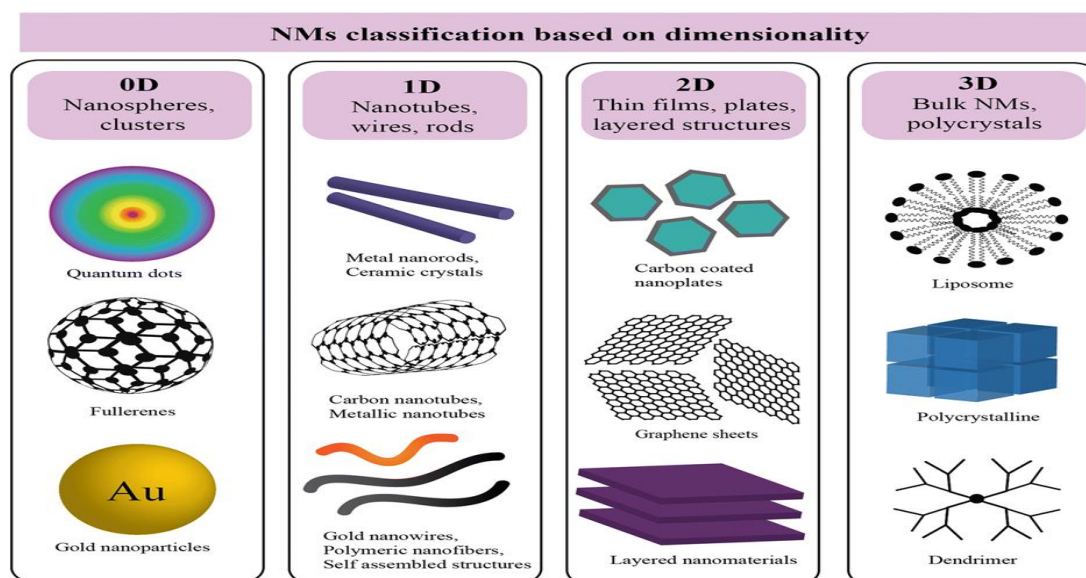 NMs classification based on dimensionality
0D
Nanospheres,
clusters
Quantum dots
Fullerenes
Au
Gold nanoparticles
1D
Nanotubes,
wires, rods
Metal nanorods,
Ceramic crystals
Carbon nanotubes,
Metallic nanotubes
Gold nanowires,
Polymeric nanofibers,
Self assembled structures
2D
Thin films, plates,
layered structures
Carbon coated
nanoplates
Graphene sheets
Layered nanomaterials
3D
Bulk NMs,
polycrystals
Liposome
Polycrystalline
Dendrimer